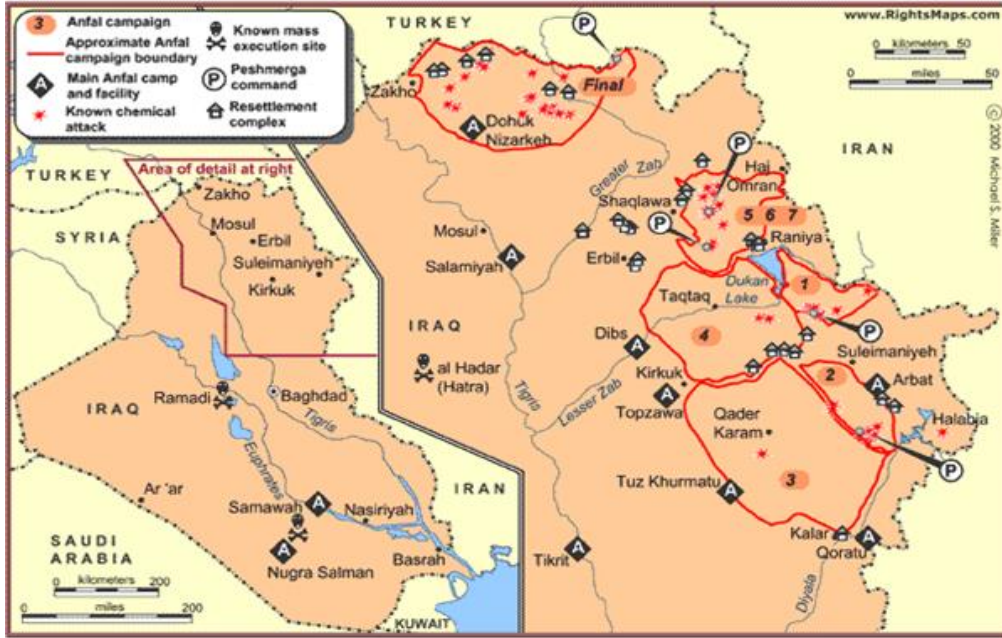 3 Anfal campaign
Approximate Anfal
campaign boundary
A Main Anfal camp
and facility
Known chemical
attack
Known mass
execution site
P Peshmerga
command
Resettlement
complex
TURKEY
P
www.RightsMaps.com
0 kilometers 50
0 miles 50
© 2000 Michael S. Miller
Zakho
Final
A
Dohuk
Nizarkeh
IRAN
Greater Zab
P
Haj
Omran
Shaqlawa
5 6 7
P
Raniya
Mosul
A
Salamiyah
Erbil
Dukan
Lake
1
Taqtaq
IRAQ
4
P
Dibs
A
Suleimaniyeh
al Hadar
(Hatra)
2
A
Arbat
Kirkuk
A
Topzawa
Lesser Zab
Tigris
Qader
Karam
Halabja
P
3
Tuz Khurmatu
A
Kalar
A
Qoratu
Tikrit
A
Diyala
TURKEY
Area of detail at right
Zakho
SYRIA
Mosul
Erbil
Suleimaniyeh
Kirkuk
Ramadi
Baghdad
IRAQ
Tigris
Euphrates
IRAN
Ar 'ar
Samawah
A
Nasiriyah
SAUDI
ARABIA
A
Nugra Salman
Basrah
0 kilometers 200
0 miles 200
KUWAIT